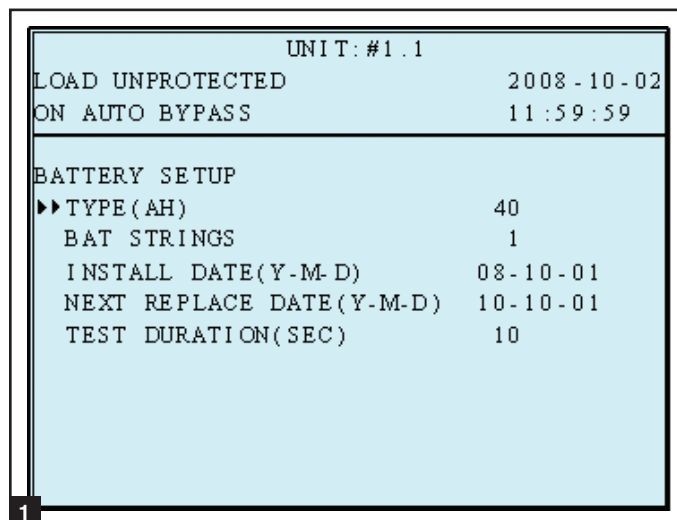 UNIT:#1.1
LOAD UNPROTECTED 2008-10-02
ON AUTO BYPASS 11:59:59
BATTERY SETUP
TYPE(AH) 40
BAT STRINGS 1
INSTALL DATE(Y-M-D) 08-10-01
NEXT REPLACE DATE(Y-M-D) 10-10-01
TEST DURATION(SEC) 10
1